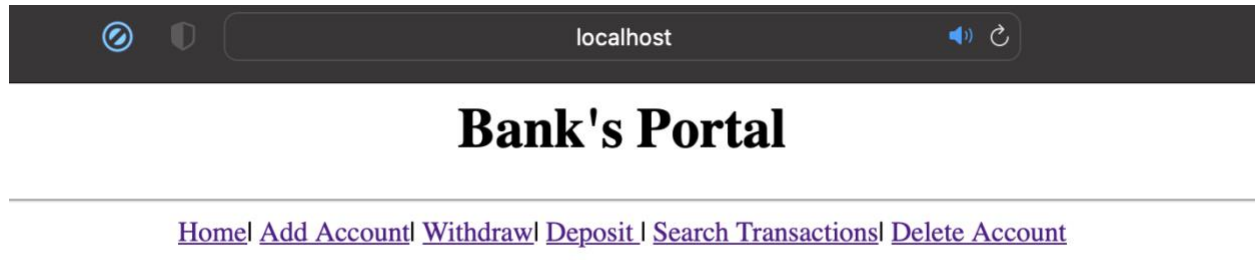 localhost
Bank's Portal
Home| Add Account| Withdraw| Deposit | Search Transactions| Delete Account